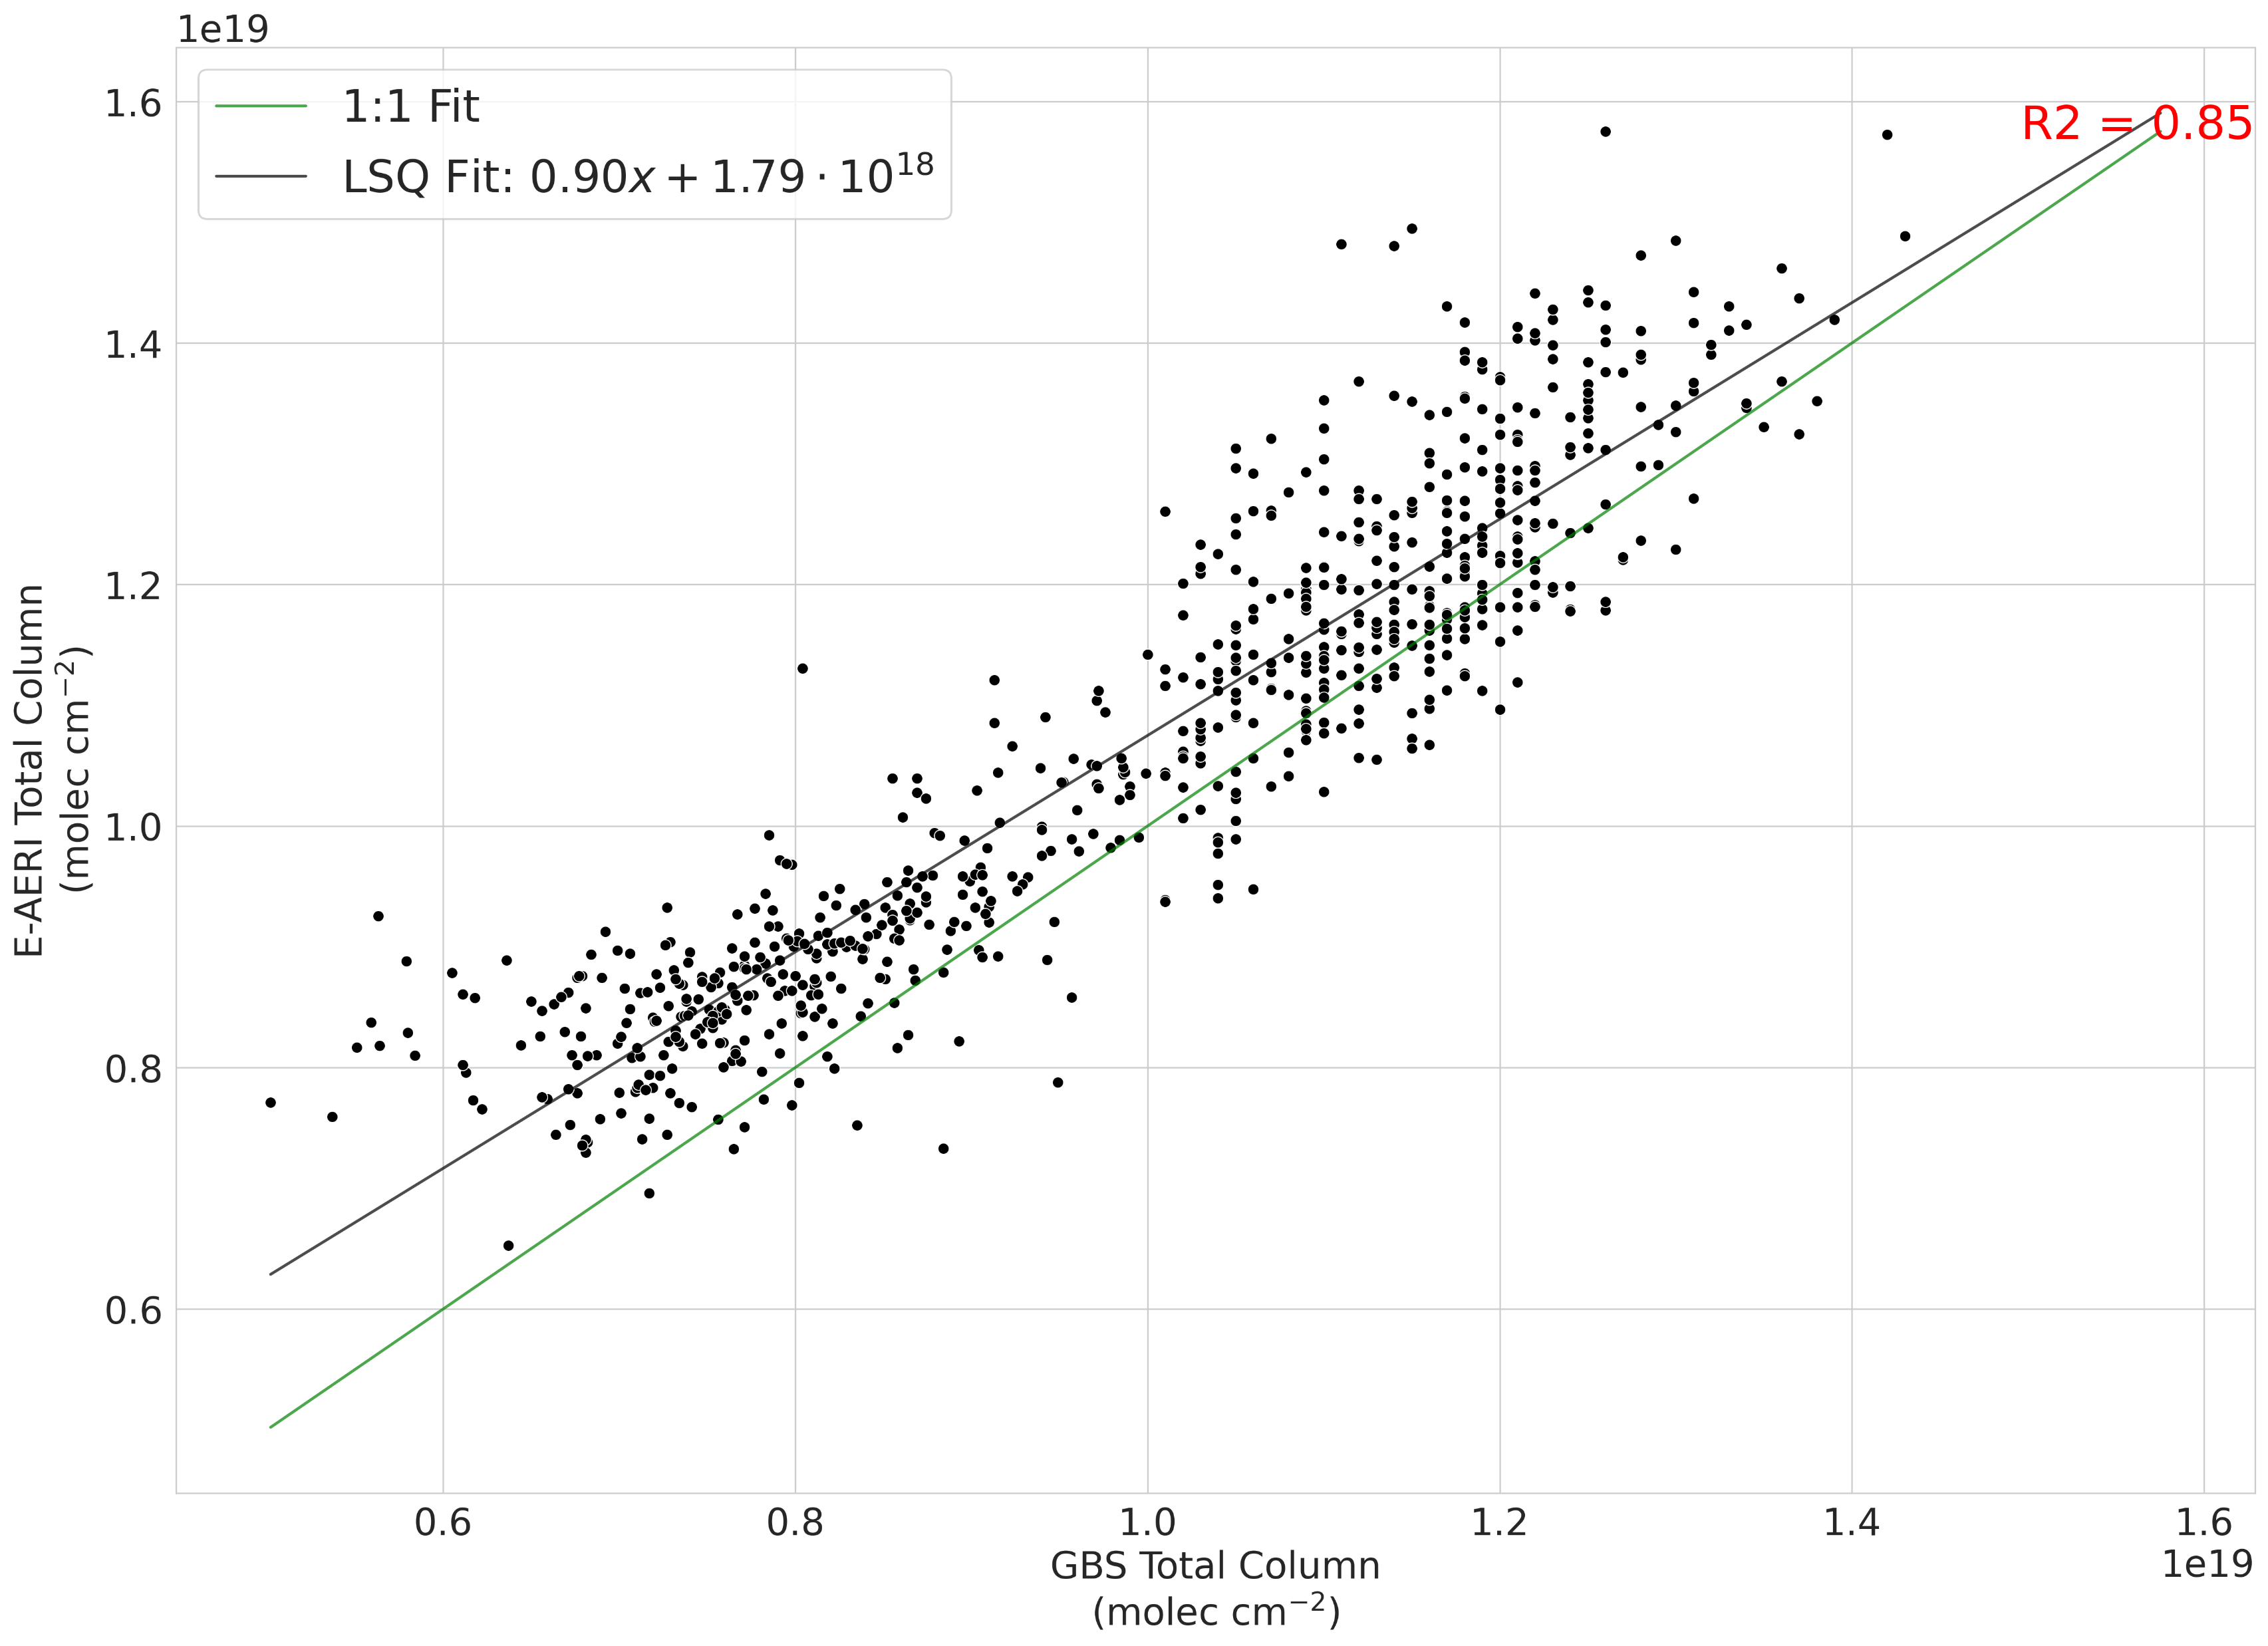 1e19
1:1 Fit
LSQ Fit: 0.90x + 1.79 · 10^18
R2 = 0.85
1.6
1.4
1.2
1.0
0.8
0.6
E-AERI Total Column
(molec cm^−2)
0.6 0.8 1.0 1.2 1.4 1.6
1e19
GBS Total Column
(molec cm^−2)